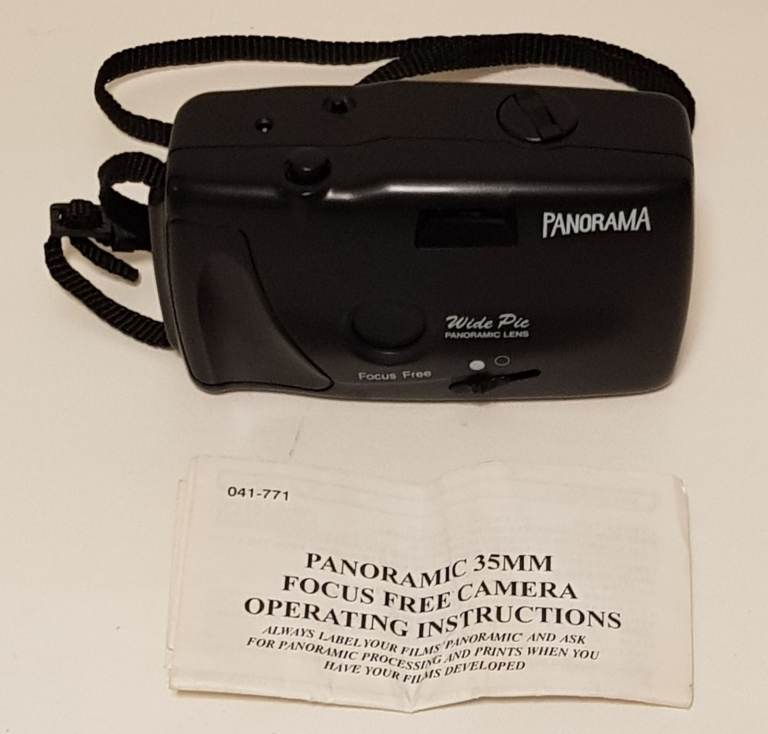 PANORAMA
Wide Pic
PANORAMIC LENS
Focus Free
041-771
PANORAMIC 35MM
FOCUS FREE CAMERA
OPERATING INSTRUCTIONS
ALWAYS LABEL YOUR FILMS 'PANORAMIC' AND ASK
FOR PANORAMIC PROCESSING AND PRINTS WHEN YOU
HAVE YOUR FILMS DEVELOPED